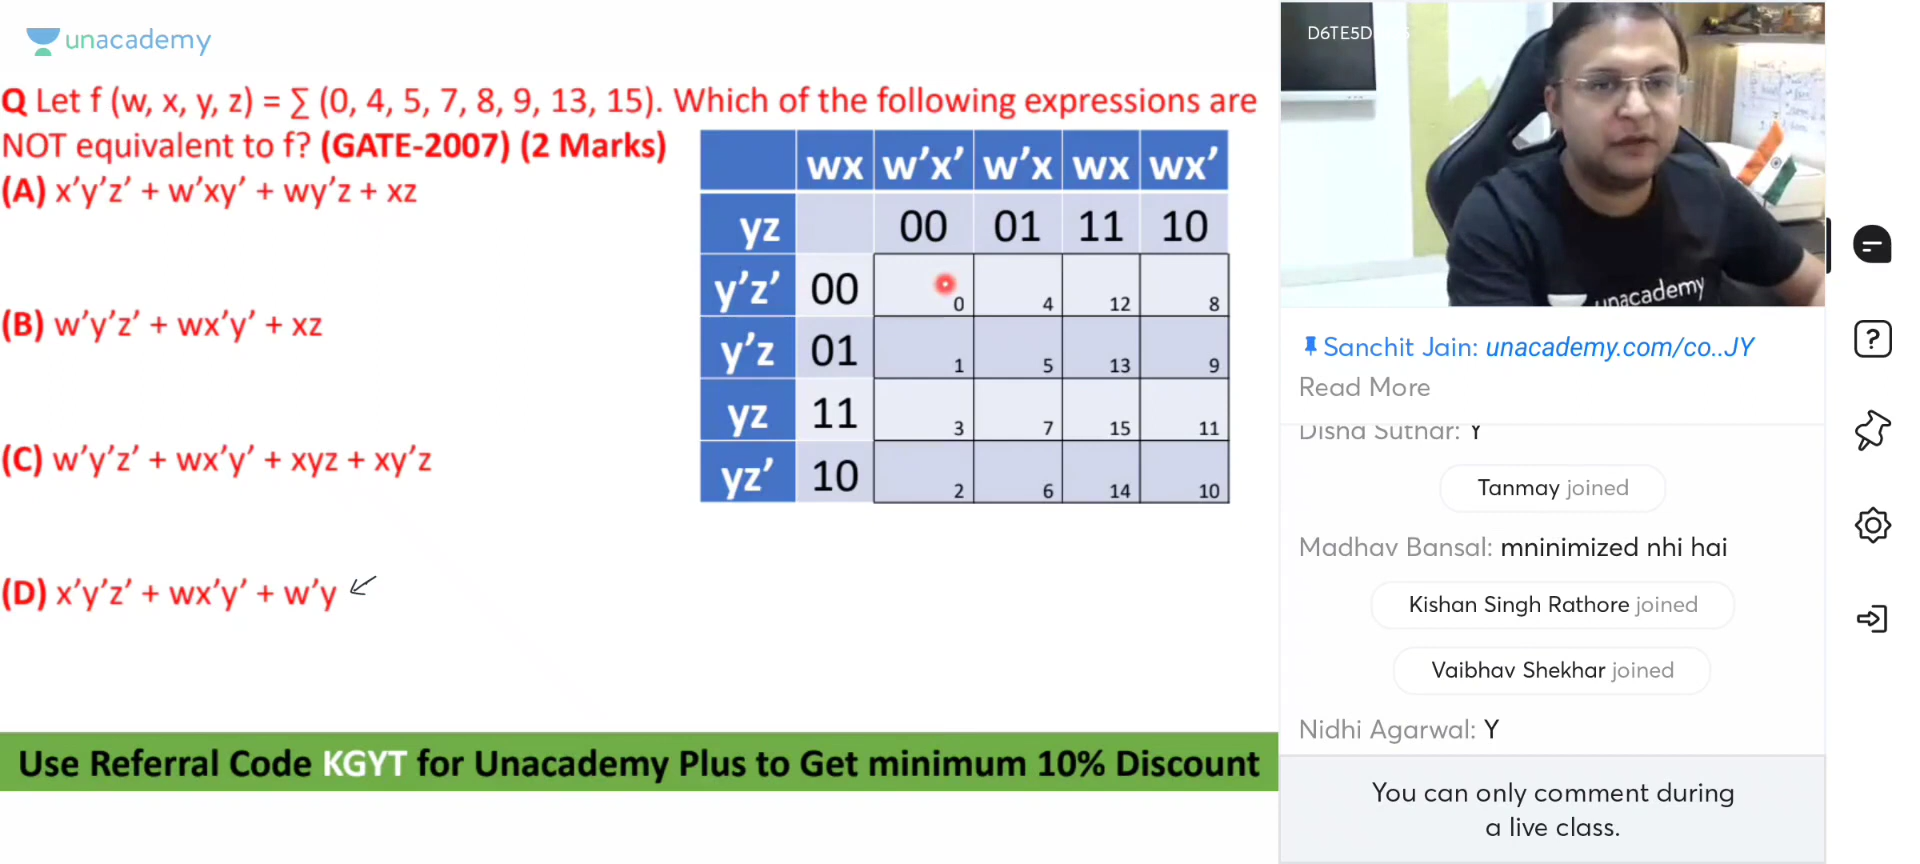 unacademy
Q Let f (w, x, y, z) = ∑ (0, 4, 5, 7, 8, 9, 13, 15). Which of the following expressions are
NOT equivalent to f? (GATE-2007) (2 Marks)
(A) x′y′z′ + w′xy′ + wy′z + xz
(B) w′y′z′ + wx′y′ + xz
(C) w′y′z′ + wx′y′ + xyz + xy′z
(D) x′y′z′ + wx′y′ + w′y
wx w′x′ w′x wx wx′
yz 00 01 11 10
y′z′ 00 0 4 12 8
y′z 01 1 5 13 9
yz 11 3 7 15 11
yz′ 10 2 6 14 10
Use Referral Code KGYT for Unacademy Plus to Get minimum 10% Discount
unacademy
Sanchit Jain: unacademy.com/co..JY
Read More
Disha Suthar: Y
Tanmay joined
Madhav Bansal: mninimized nhi hai
Kishan Singh Rathore joined
Vaibhav Shekhar joined
Nidhi Agarwal: Y
You can only comment during
a live class.